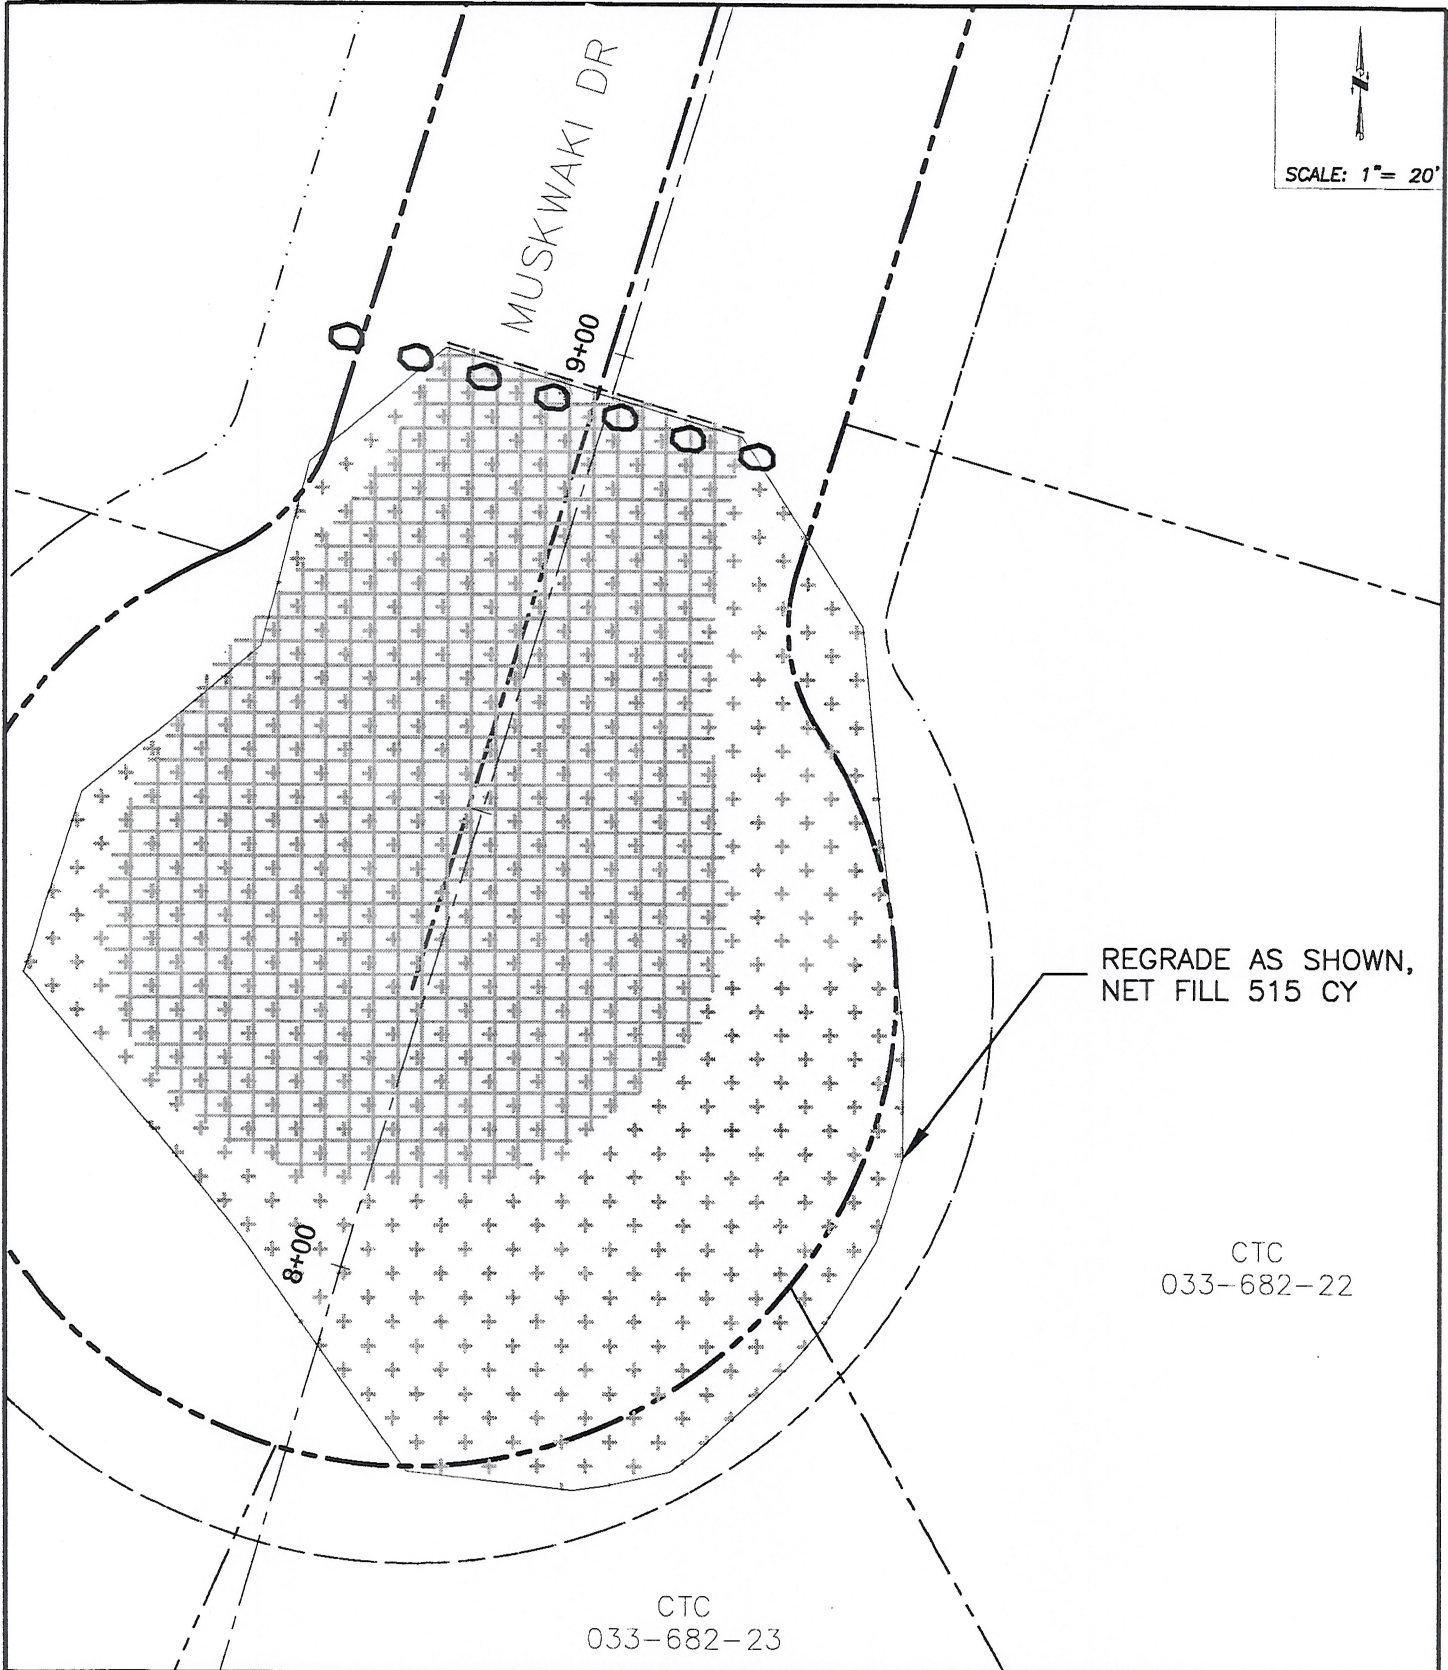 MUSKWAKI DR
SCALE: 1"= 20'
9+00
REGRADE AS SHOWN,
NET FILL 515 CY
8+00
CTC
033-682-22
CTC
033-682-23